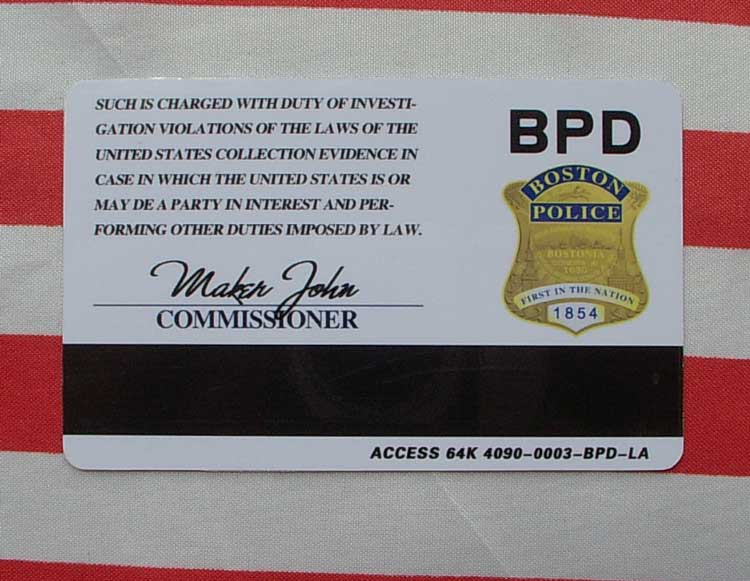 SUCH IS CHARGED WITH DUTY OF INVESTI-
GATION VIOLATIONS OF THE LAWS OF THE
UNITED STATES COLLECTION EVIDENCE IN
CASE IN WHICH THE UNITED STATES IS OR
MAY DE A PARTY IN INTEREST AND PER-
FORMING OTHER DUTIES IMPOSED BY LAW.
Maker John
COMMISSIONER
BPD
BOSTON
POLICE
BOSTONIA
1630
FIRST IN THE NATION
1854
ACCESS 64K 4090-0003-BPD-LA